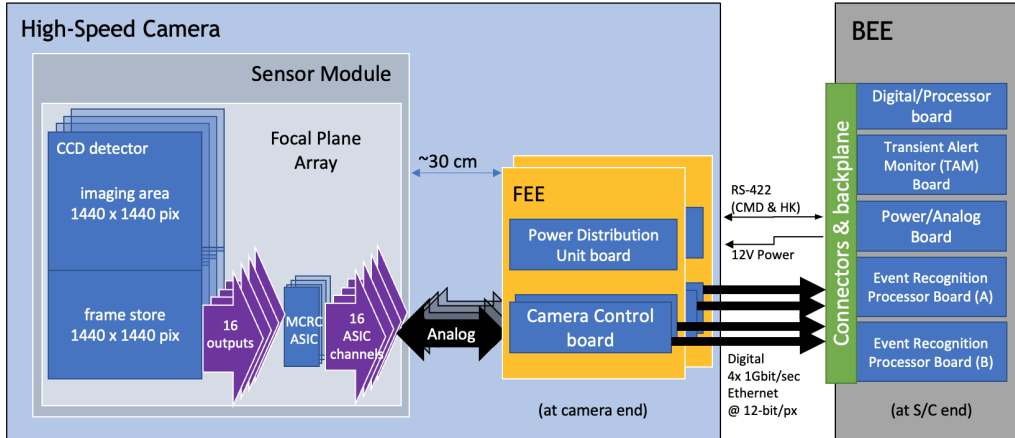 High-Speed Camera
Sensor Module
Focal Plane
Array
CCD detector
imaging area
1440 x 1440 pix
frame store
1440 x 1440 pix
16
outputs
MCRC
ASIC
16
ASIC
channels
~30 cm
Analog
FEE
Power Distribution
Unit board
Camera Control
board
(at camera end)
RS-422
(CMD & HK)
12V Power
Digital
4x 1Gbit/sec
Ethernet
@ 12-bit/px
BEE
Connectors & backplane
Digital/Processor
board
Transient Alert
Monitor (TAM)
Board
Power/Analog
Board
Event Recognition
Processor Board (A)
Event Recognition
Processor Board (B)
(at S/C end)